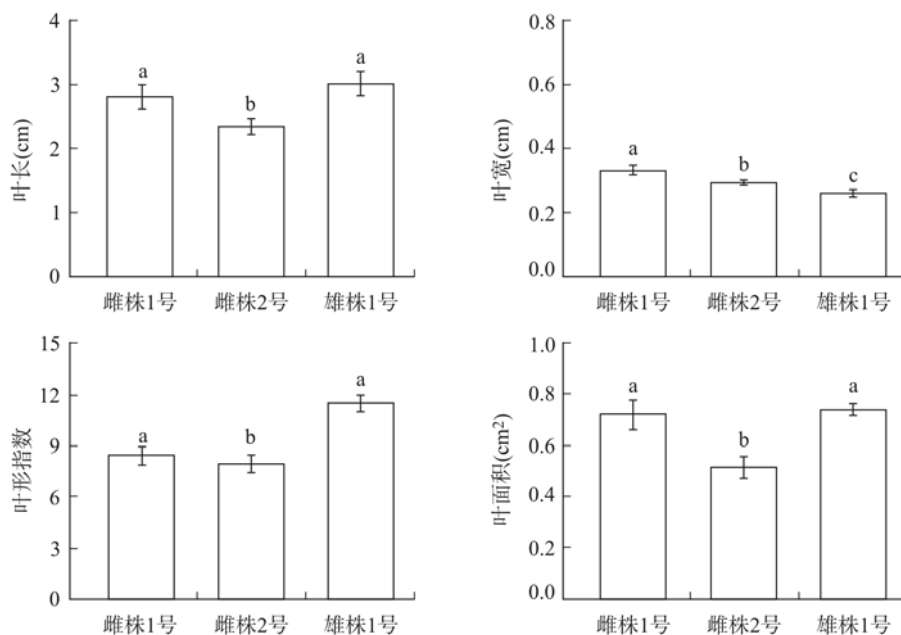 叶长(cm)
4
3
2
1
0
a
b
a
雌株1号
雌株2号
雄株1号
叶宽(cm)
0.8
0.6
0.4
0.2
0.0
a
b
c
雌株1号
雌株2号
雄株1号
叶形指数
15
12
9
6
3
0
a
b
a
雌株1号
雌株2号
雄株1号
叶面积(cm²)
1.0
0.8
0.6
0.4
0.2
0.0
a
b
a
雌株1号
雌株2号
雄株1号